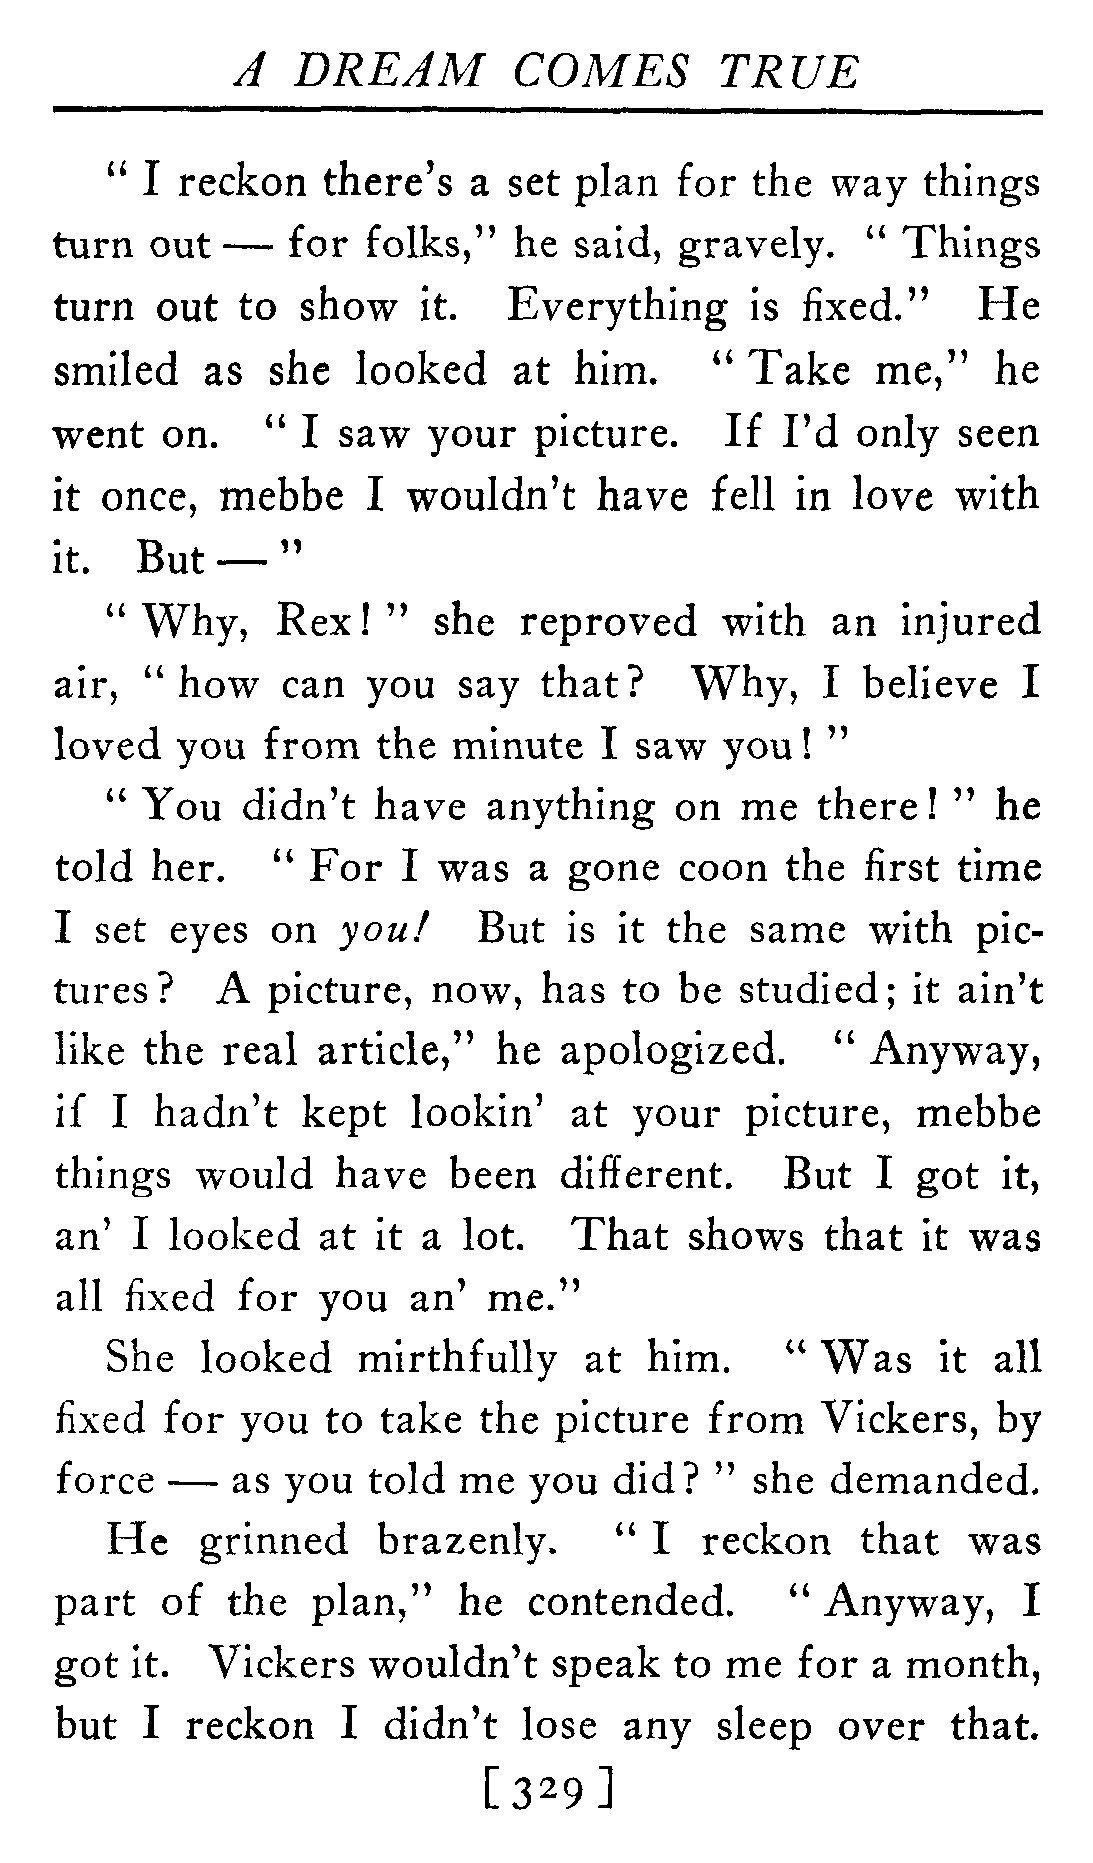 A DREAM COMES TRUE
" I reckon there's a set plan for the way things
turn out — for folks," he said, gravely. " Things
turn out to show it. Everything is fixed." He
smiled as she looked at him. " Take me," he
went on. " I saw your picture. If I'd only seen
it once, mebbe I wouldn't have fell in love with
it. But — "
" Why, Rex! " she reproved with an injured
air, " how can you say that? Why, I believe I
loved you from the minute I saw you! "
" You didn't have anything on me there! " he
told her. " For I was a gone coon the first time
I set eyes on you! But is it the same with pic-
tures? A picture, now, has to be studied; it ain't
like the real article," he apologized. " Anyway,
if I hadn't kept lookin' at your picture, mebbe
things would have been different. But I got it,
an' I looked at it a lot. That shows that it was
all fixed for you an' me."
She looked mirthfully at him. " Was it all
fixed for you to take the picture from Vickers, by
force — as you told me you did? " she demanded.
He grinned brazenly. " I reckon that was
part of the plan," he contended. " Anyway, I
got it. Vickers wouldn't speak to me for a month,
but I reckon I didn't lose any sleep over that.
[ 329 ]